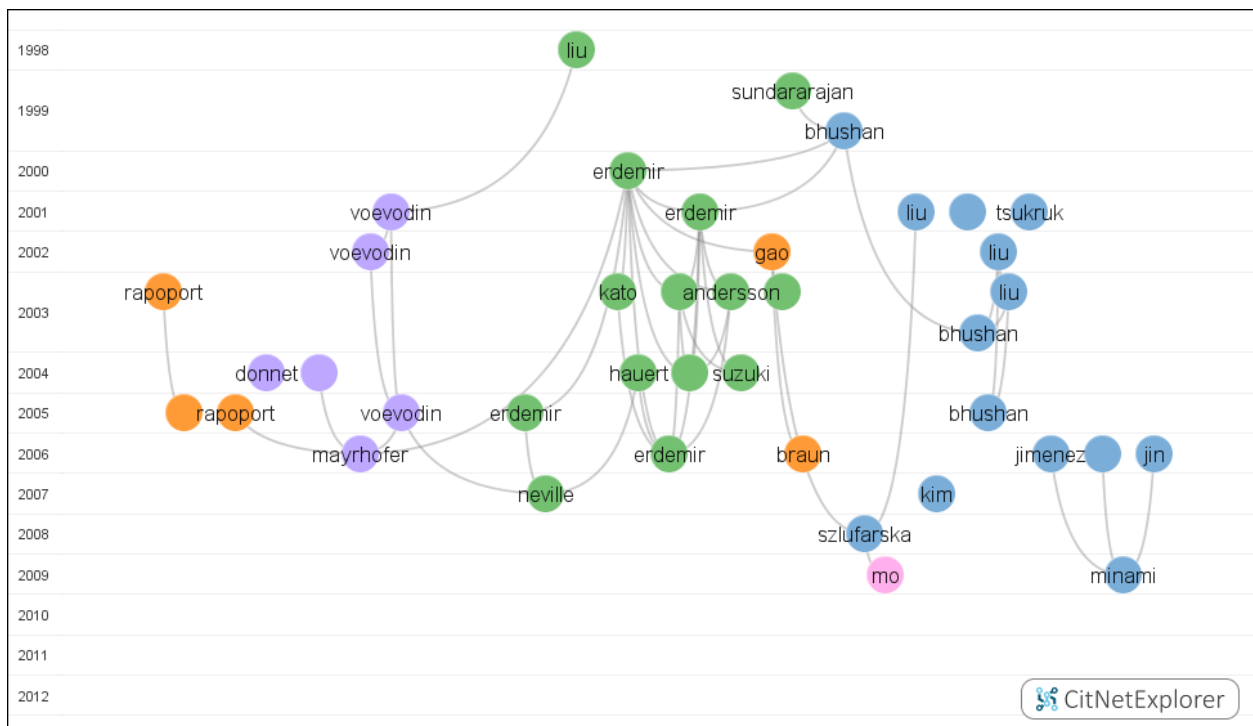 1998
liu
sundararajan
1999
bhushan
2000
erdemir
2001
voevodin
erdemir
liu
tsukruk
2002
voevodin
gao
liu
rapoport
kato
andersson
liu
2003
bhushan
2004
donnet
hauert
suzuki
2005
rapoport
voevodin
erdemir
bhushan
2006
mayrhofer
erdemir
braun
jimenez
jin
2007
neville
kim
2008
szlufarska
2009
mo
minami
2010
2011
2012
CitNetExplorer